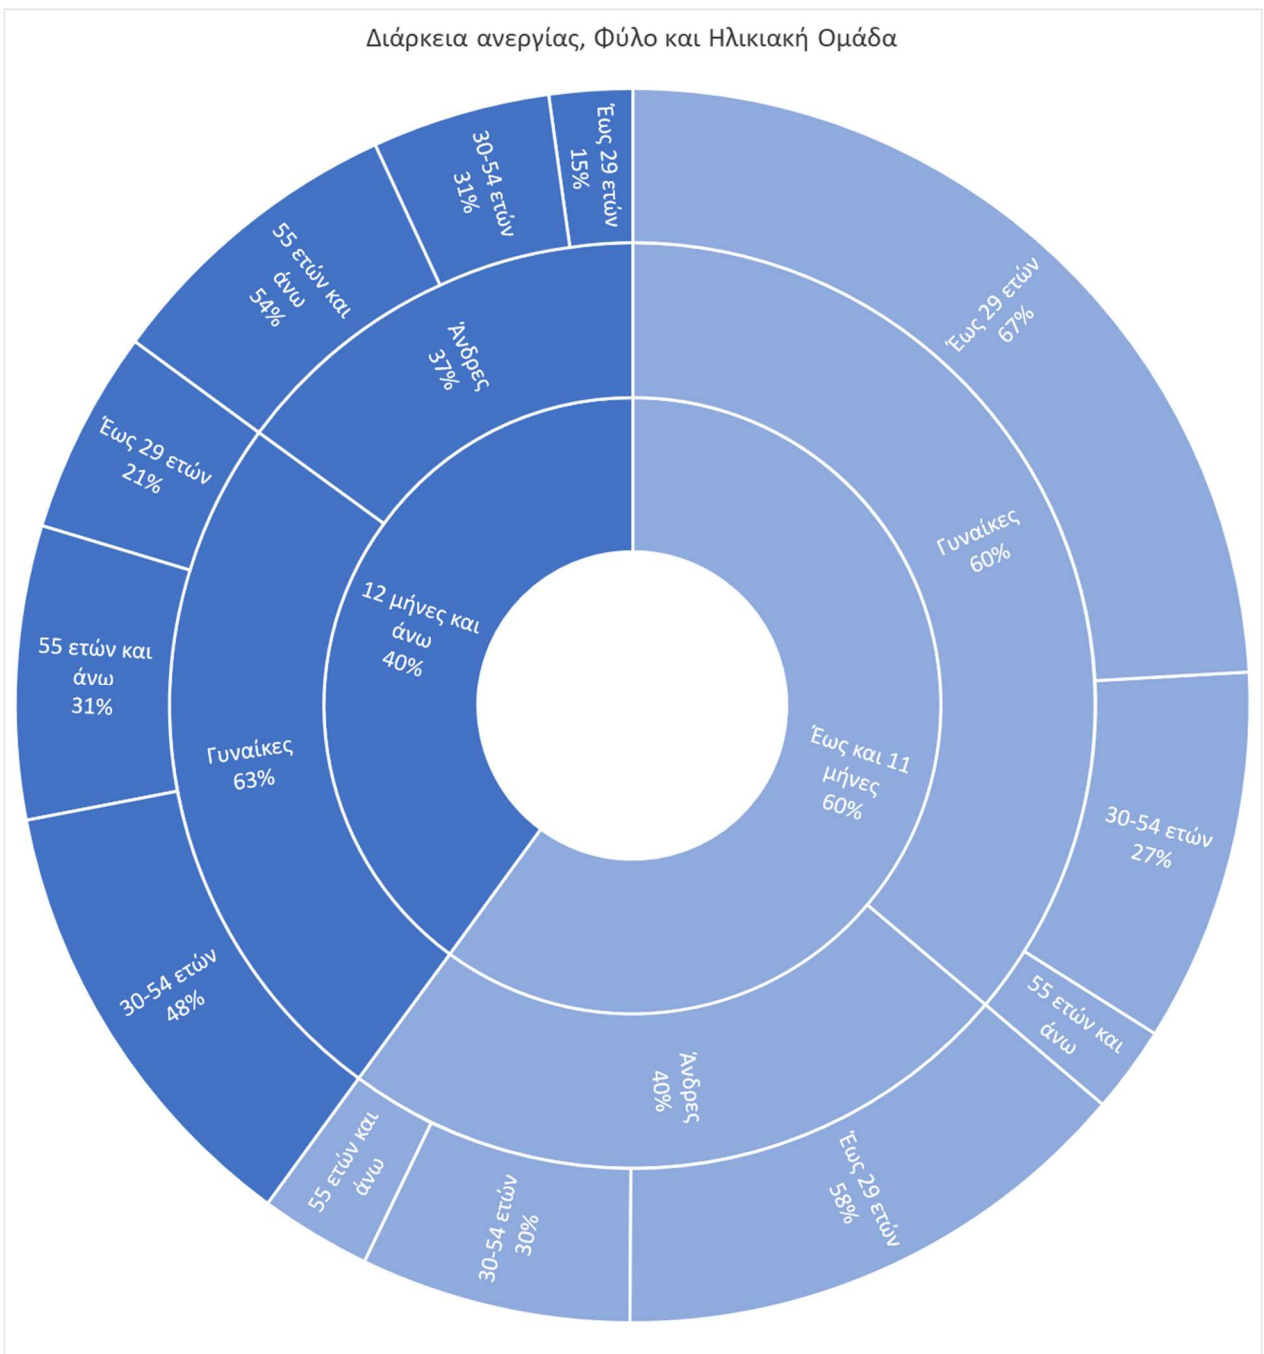 Διάρκεια ανεργίας, Φύλο και Ηλικιακή Ομάδα
Έως 29 ετών
67%
30-54 ετών
27%
55 ετών και
άνω
Έως 29 ετών
58%
30-54 ετών
30%
55 ετών και
άνω
Γυναίκες
60%
Άνδρες
40%
Έως και 11
μήνες
60%
12 μήνες και
άνω
40%
Γυναίκες
63%
Άνδρες
37%
30-54 ετών
48%
55 ετών και
άνω
31%
Έως 29 ετών
21%
55 ετών και
άνω
54%
30-54 ετών
31%
Έως 29 ετών
15%